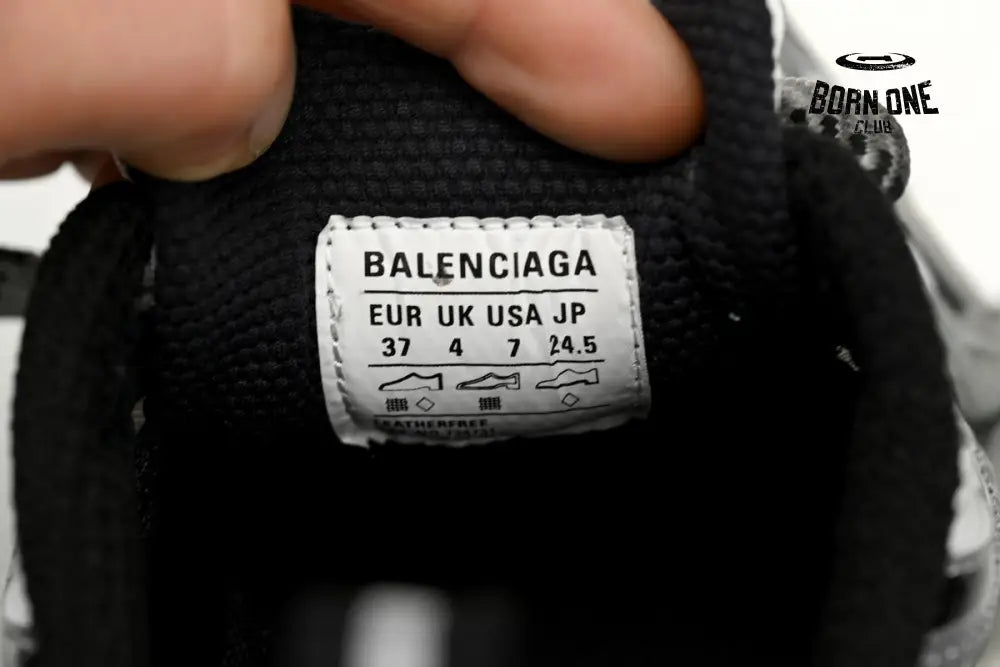 BORN ONE
CLUB
BALENCIAGA
EUR UK USA JP
37 4 7 24.5
LEATHERFREE